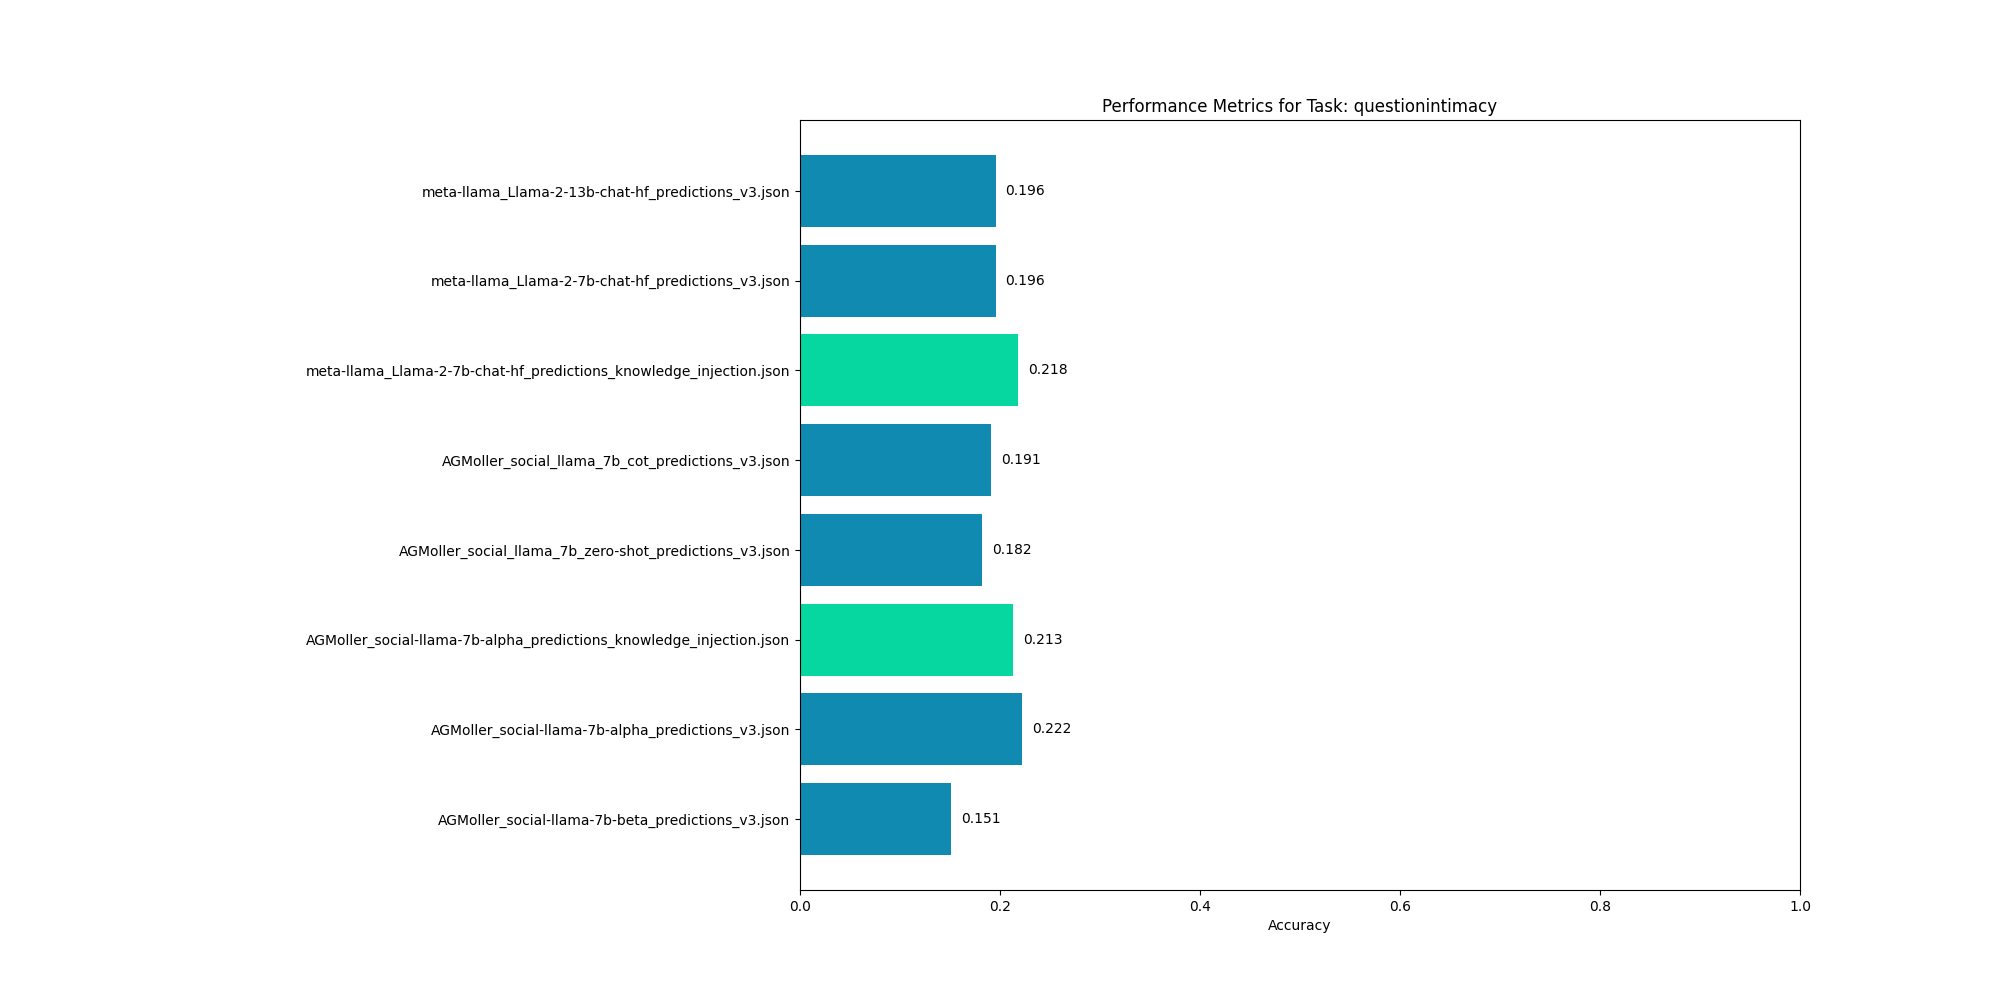 Performance Metrics for Task: questionintimacy
meta-llama_Llama-2-13b-chat-hf_predictions_v3.json
0.196
meta-llama_Llama-2-7b-chat-hf_predictions_v3.json
0.196
meta-llama_Llama-2-7b-chat-hf_predictions_knowledge_injection.json
0.218
AGMoller_social_llama_7b_cot_predictions_v3.json
0.191
AGMoller_social_llama_7b_zero-shot_predictions_v3.json
0.182
AGMoller_social-llama-7b-alpha_predictions_knowledge_injection.json
0.213
AGMoller_social-llama-7b-alpha_predictions_v3.json
0.222
AGMoller_social-llama-7b-beta_predictions_v3.json
0.151
0.0 0.2 0.4 0.6 0.8 1.0
Accuracy